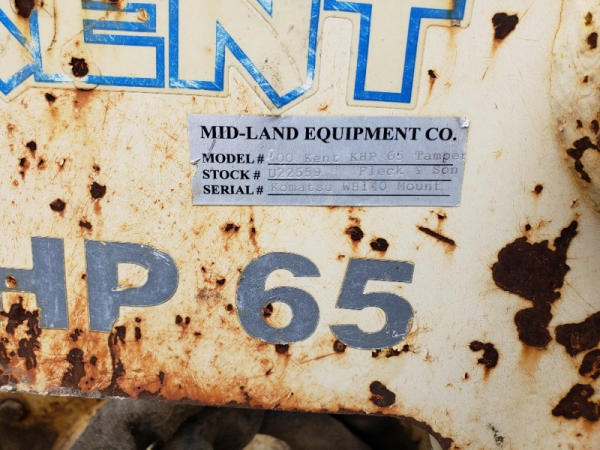 KENT
MID-LAND EQUIPMENT CO.
MODEL# 00 Kent KHP 65 Tamper
STOCK # U22559 Fleck & Son
SERIAL# Komatsu WB140 Mount
HP 65